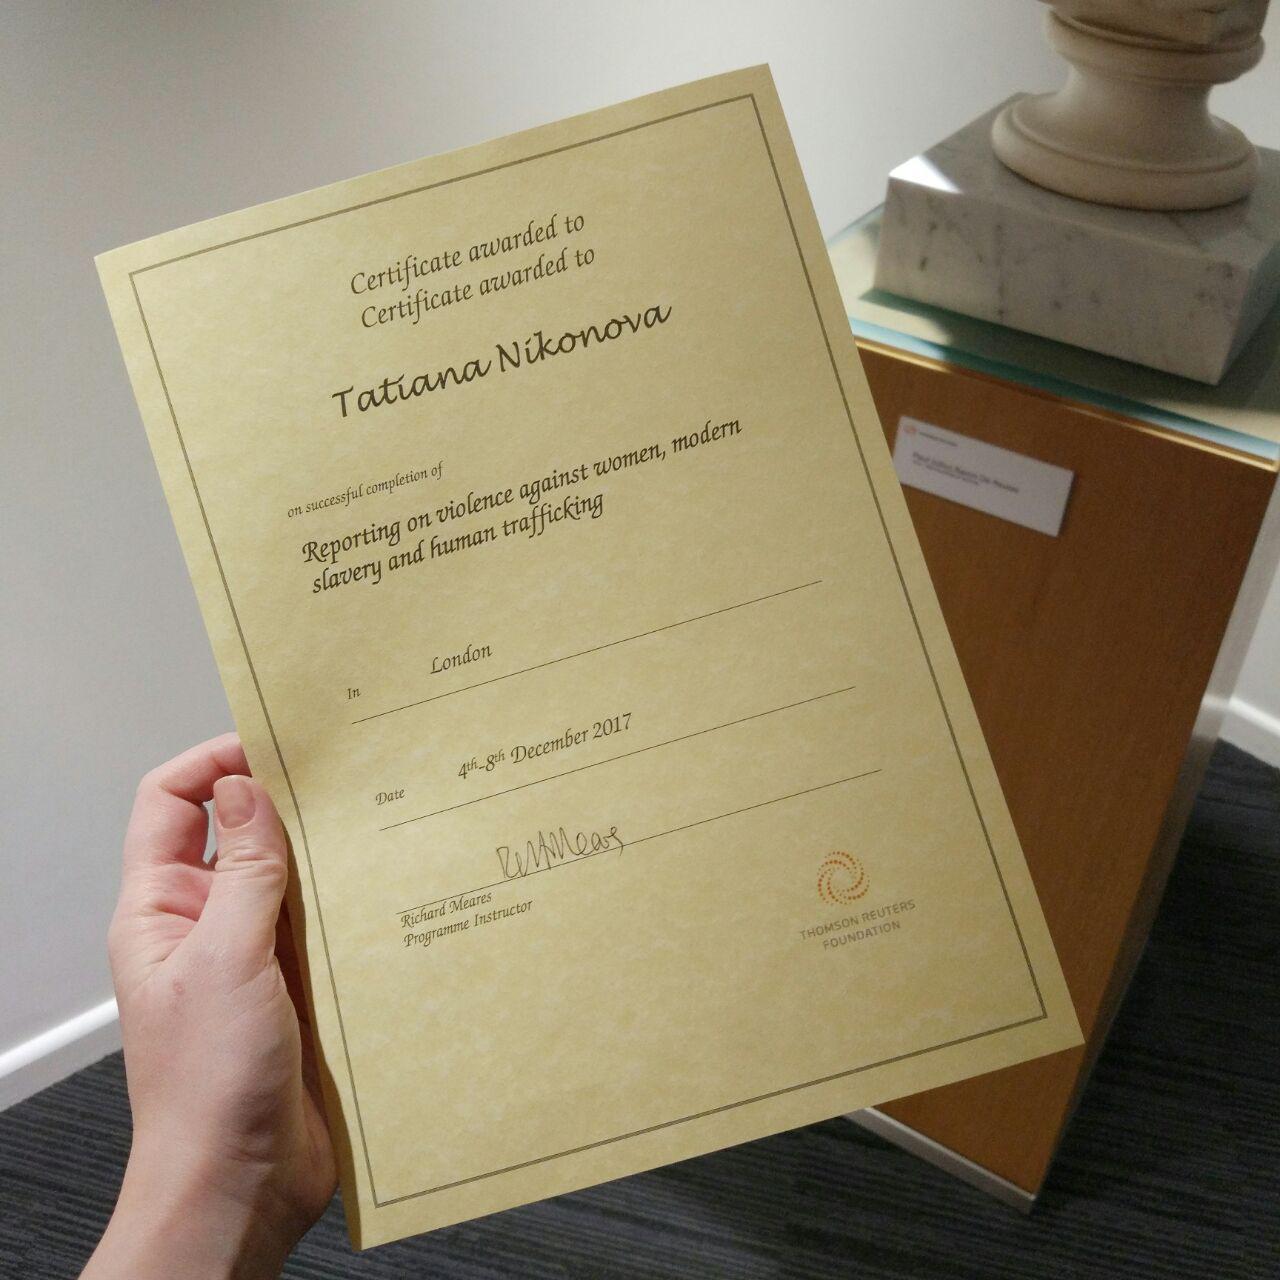 Certificate awarded to
Certificate awarded to
Tatiana Nikonova
on successful completion of
Reporting on violence against women, modern
slavery and human trafficking
In London
Date 4th-8th December 2017
Richard Meares
Programme Instructor
THOMSON REUTERS
FOUNDATION